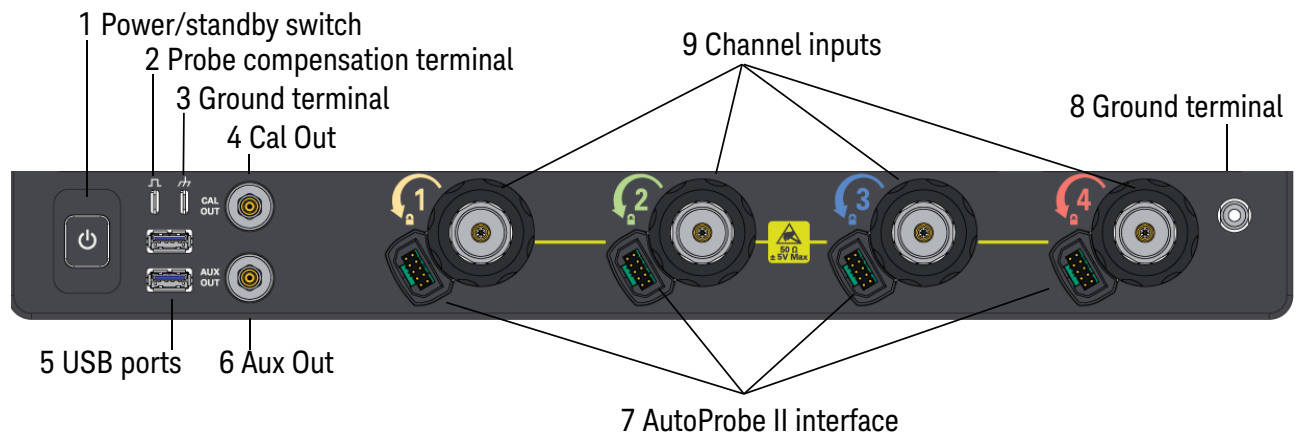 1 Power/standby switch
2 Probe compensation terminal
3 Ground terminal
4 Cal Out
9 Channel inputs
8 Ground terminal
CAL
OUT
1
2
3
4
50 Ω
± 5V Max
AUX
OUT
5 USB ports
6 Aux Out
7 AutoProbe II interface